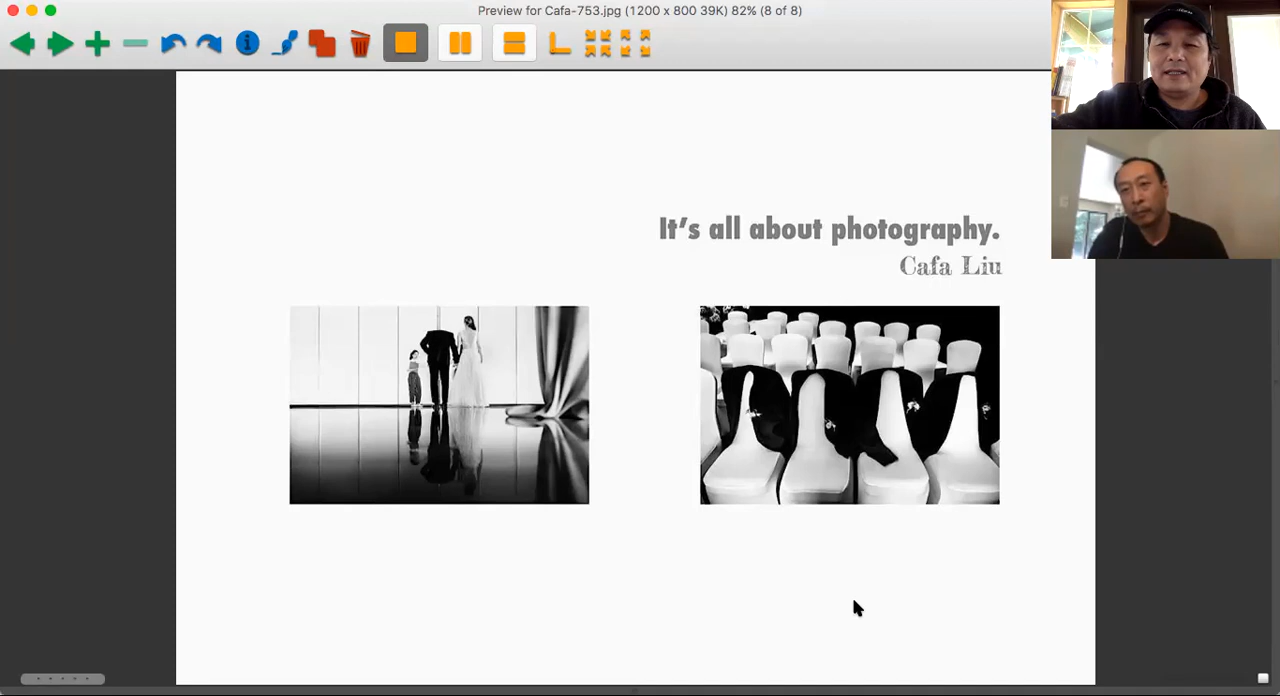 Preview for Cafa-753.jpg (1200 x 800 39K) 82% (8 of 8)
It's all about photography.
Cafa Liu